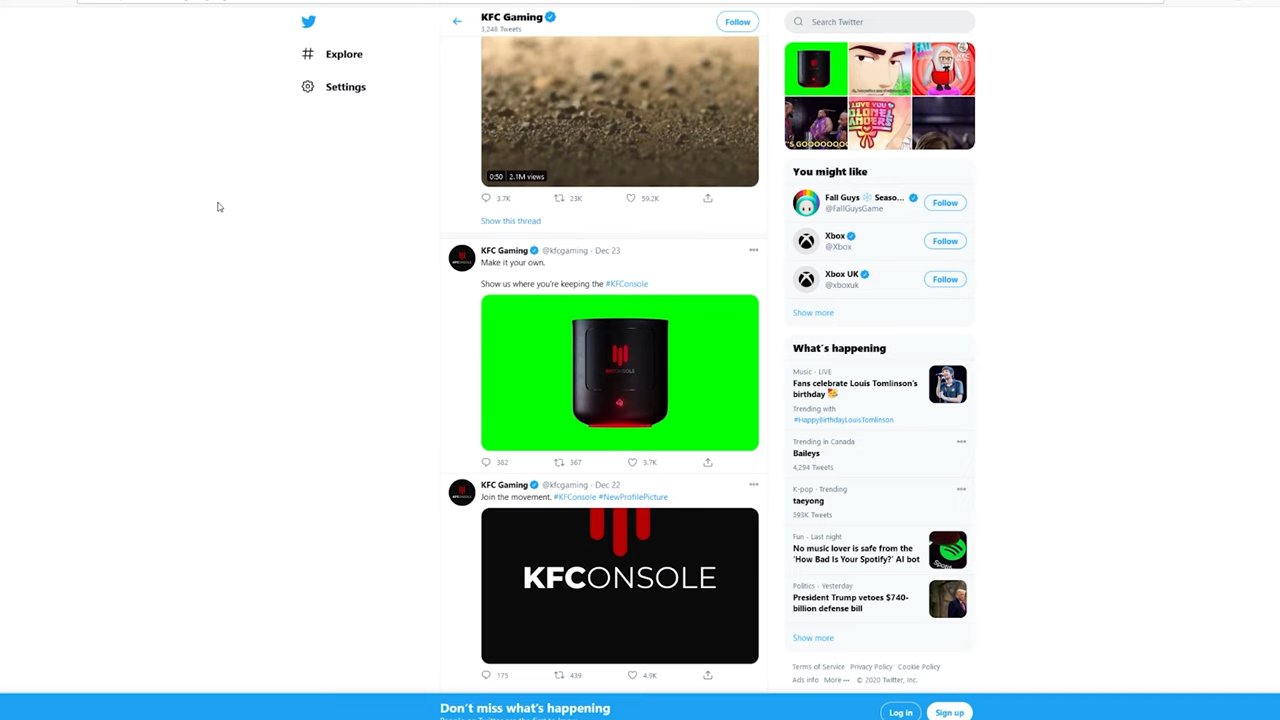 KFC Gaming
3,248 Tweets
Follow
Search Twitter
Explore
Settings
0:50 2.1M views
3.7K 23K 59.2K
Show this thread
KFC Gaming @kfcgaming · Dec 23
Make it your own.
Show us where you're keeping the #KFConsole
KFCONSOLE
382 367 3.7K
KFC Gaming @kfcgaming · Dec 22
Join the movement. #KFConsole #NewProfilePicture
KFCONSOLE
175 439 4.9K
LOVE YOU
You might like
Fall Guys Seaso...
@FallGuysGame
Follow
Xbox
@Xbox
Follow
Xbox UK
@xboxuk
Follow
Show more
What's happening
Music · LIVE
Fans celebrate Louis Tomlinson's
birthday
Trending with
#HappyBirthdayLouisTomlinson
Trending in Canada
Baileys
4,294 Tweets
K-pop · Trending
taeyong
593K Tweets
Fun · Last night
No music lover is safe from the
'How Bad Is Your Spotify?' AI bot
Politics · Yesterday
President Trump vetoes $740-
billion defense bill
Show more
Terms of Service Privacy Policy Cookie Policy
Ads info More ··· © 2020 Twitter, Inc.
Don't miss what's happening
Log in
Sign up